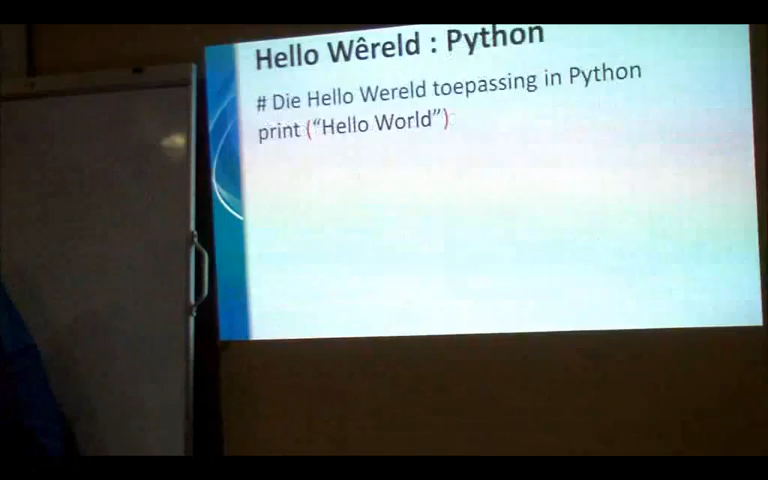 Hello Wêreld : Python
# Die Hello Wereld toepassing in Python
print (“Hello World”)